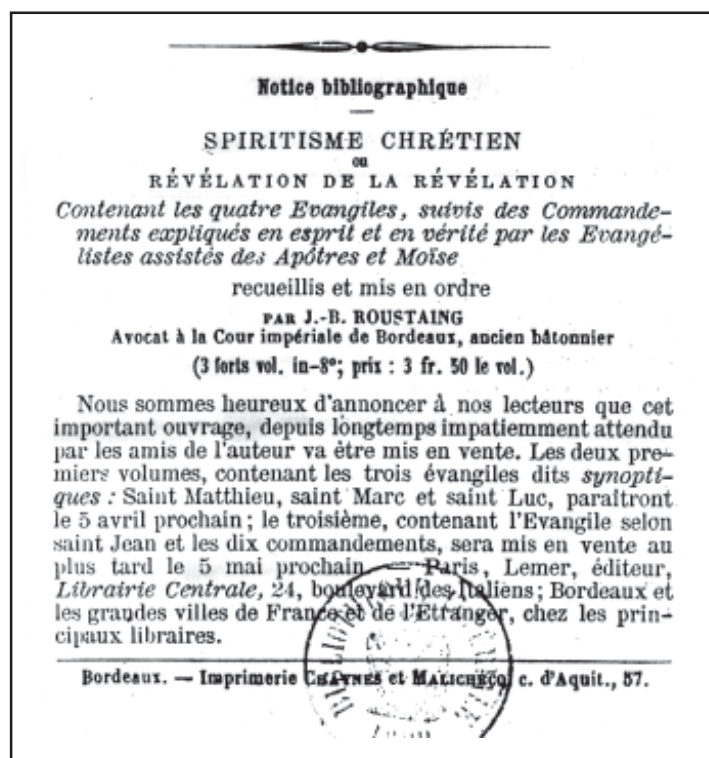 Notice bibliographique
SPIRITISME CHRÉTIEN
ou
RÉVÉLATION DE LA RÉVÉLATION
Contenant les quatre Evangiles, suivis des Commande-
ments expliqués en esprit et en vérité par les Evangé-
listes assistés des Apôtres et Moïse
recueillis et mis en ordre
PAR J.-B. ROUSTAING
Avocat à la Cour impériale de Bordeaux, ancien bâtonnier
(3 forts vol. in-8°; prix : 3 fr. 50 le vol.)
Nous sommes heureux d'annoncer à nos lecteurs que cet
important ouvrage, depuis longtemps impatiemment attendu
par les amis de l'auteur va être mis en vente. Les deux pre-
miers volumes, contenant les trois évangiles dits synopti-
ques : Saint Matthieu, saint Marc et saint Luc, paraîtront
le 5 avril prochain; le troisième, contenant l'Evangile selon
saint Jean et les dix commandements, sera mis en vente au
plus tard le 5 mai prochain. — Paris, Lemer, éditeur,
Librairie Centrale, 24, boulevard des Italiens; Bordeaux et
les grandes villes de France et de l'Etranger, chez les prin-
cipaux libraires.
Bordeaux. — Imprimerie CHAYNES et MALICHECQ, c. d'Aquit., 57.